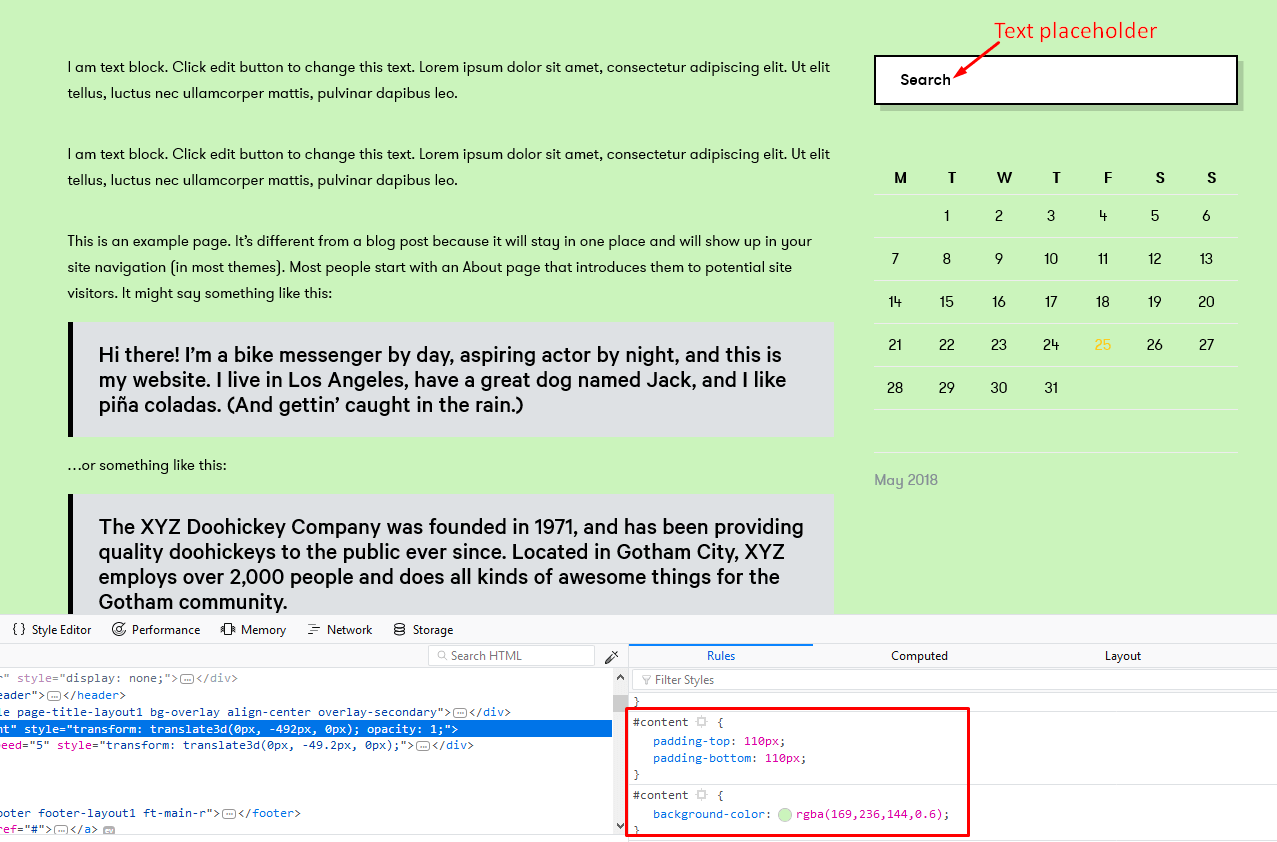 Text placeholder
Search
I am text block. Click edit button to change this text. Lorem ipsum dolor sit amet, consectetur adipiscing elit. Ut elit
tellus, luctus nec ullamcorper mattis, pulvinar dapibus leo.
I am text block. Click edit button to change this text. Lorem ipsum dolor sit amet, consectetur adipiscing elit. Ut elit
tellus, luctus nec ullamcorper mattis, pulvinar dapibus leo.
This is an example page. It’s different from a blog post because it will stay in one place and will show up in your
site navigation (in most themes). Most people start with an About page that introduces them to potential site
visitors. It might say something like this:
Hi there! I’m a bike messenger by day, aspiring actor by night, and this is
my website. I live in Los Angeles, have a great dog named Jack, and I like
piña coladas. (And gettin’ caught in the rain.)
…or something like this:
The XYZ Doohickey Company was founded in 1971, and has been providing
quality doohickeys to the public ever since. Located in Gotham City, XYZ
employs over 2,000 people and does all kinds of awesome things for the
Gotham community.
M T W T F S S
1 2 3 4 5 6
7 8 9 10 11 12 13
14 15 16 17 18 19 20
21 22 23 24 25 26 27
28 29 30 31
May 2018
{ } Style Editor Performance Memory Network Storage
Search HTML
r" style="display: none;">…</div>
eader">…</header>
le page-title-layout1 bg-overlay align-center overlay-secondary">…</div>
nt" style="transform: translate3d(0px, -492px, 0px); opacity: 1;">
eed="5" style="transform: translate3d(0px, -49.2px, 0px);">…</div>
ooter footer-layout1 ft-main-r">…</footer>
ref="#">…</a> ev
Rules Computed Layout
Filter Styles
}
#content {
padding-top: 110px;
padding-bottom: 110px;
}
#content {
background-color: rgba(169,236,144,0.6);
}